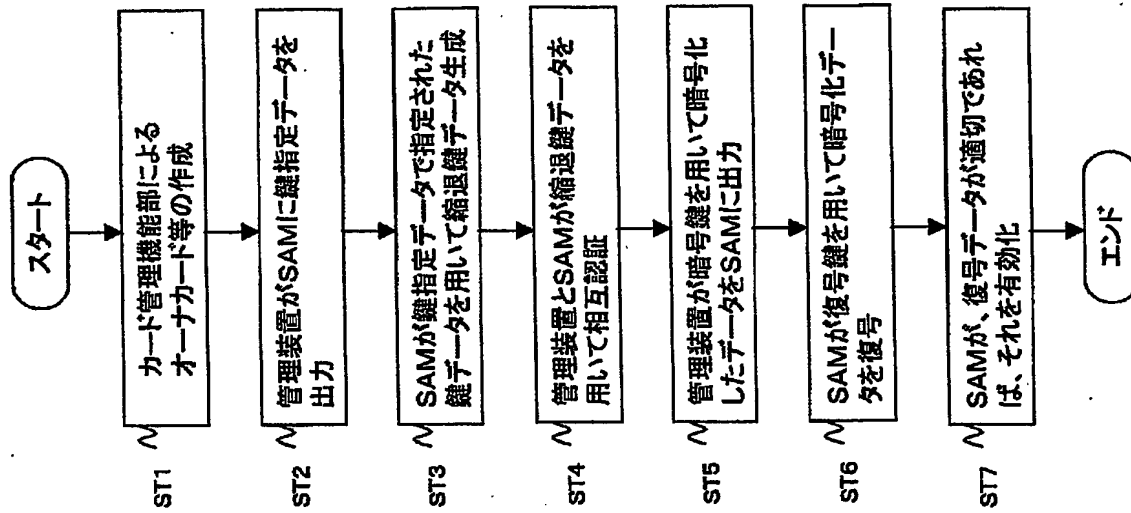 スタート
ST1
カード管理機能部による
オーナカード等の作成
ST2
管理装置がSAMに鍵指定データを
出力
ST3
SAMが鍵指定データで指定された
鍵データを用いて縮退鍵データ生成
ST4
管理装置とSAMが縮退鍵データを
用いて相互認証
ST5
管理装置が暗号鍵を用いて暗号化
したデータをSAMに出力
ST6
SAMが復号鍵を用いて暗号化デー
タを復号
ST7
SAMが、復号データが適切であれ
ば、それを有効化
エンド